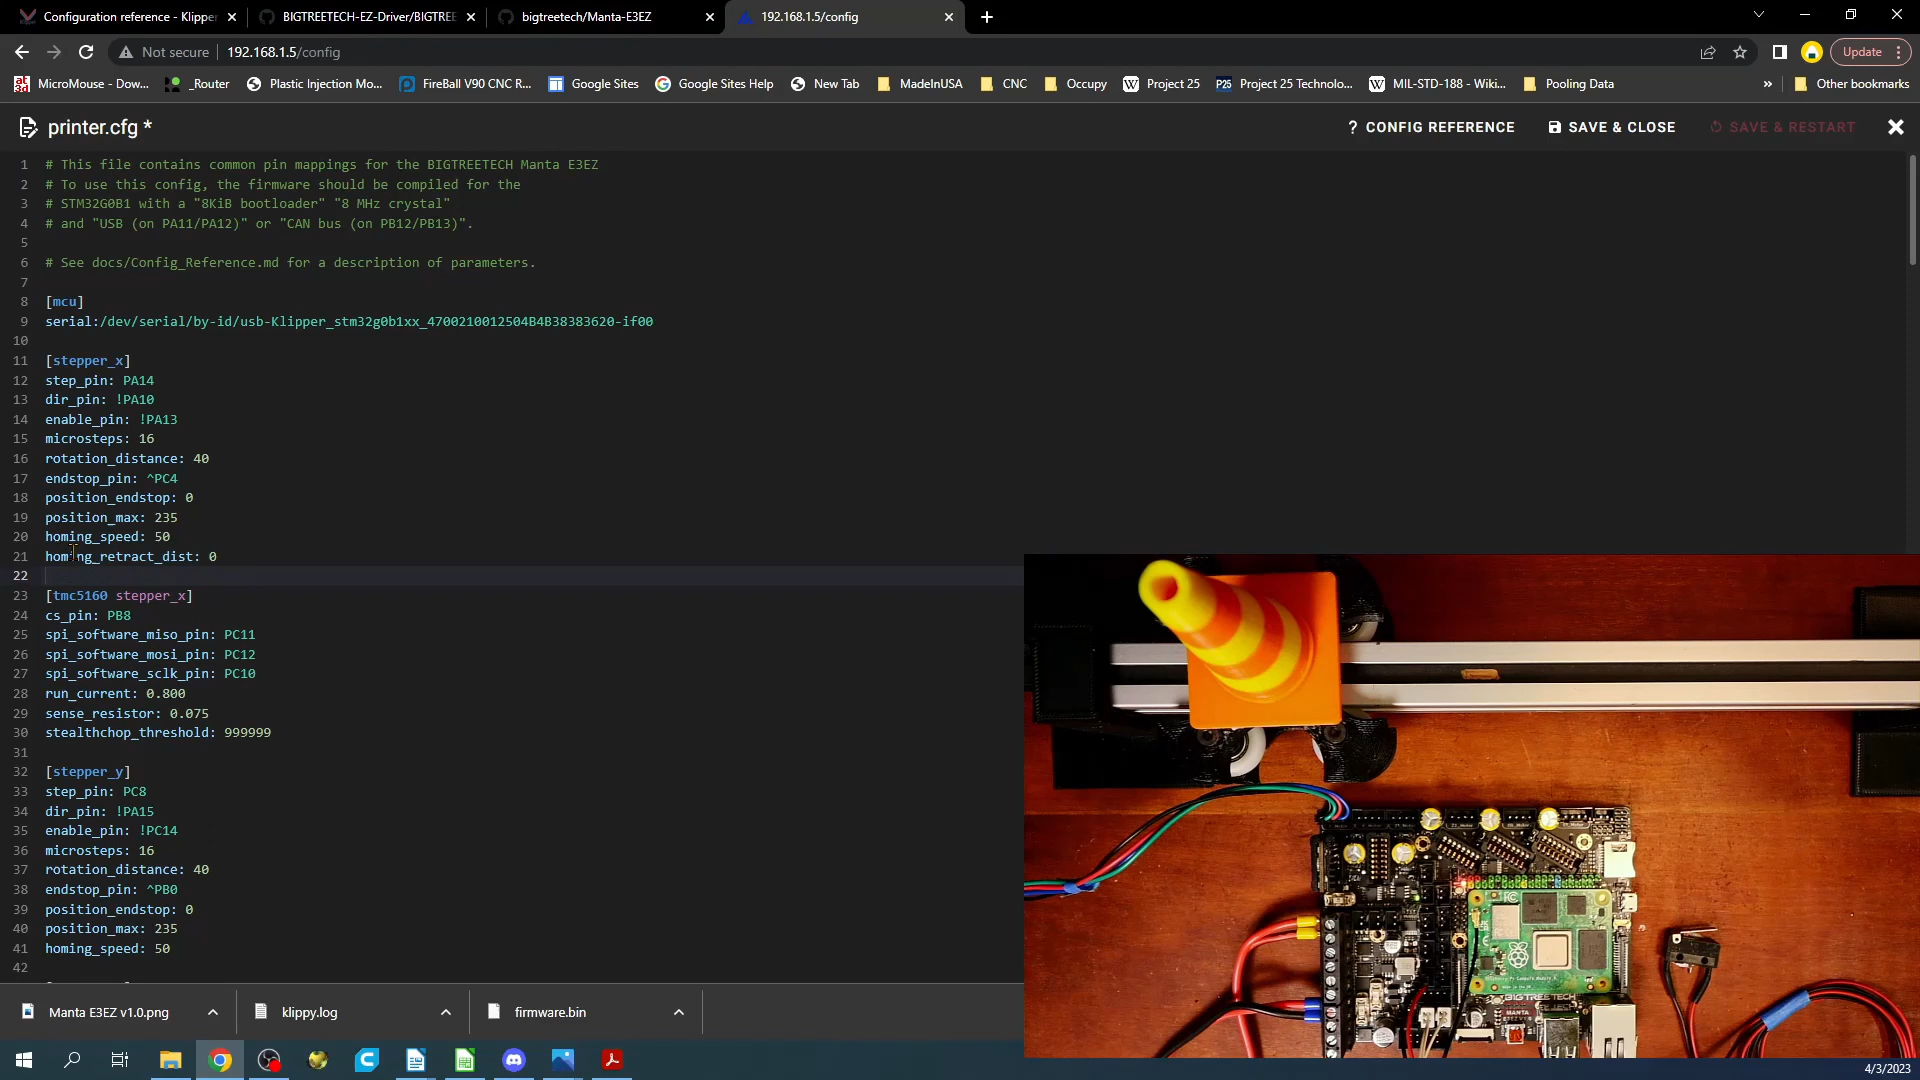 Configuration reference - Klipper
BIGTREETECH-EZ-Driver/BIGTREE
bigtreetech/Manta-E3EZ
192.168.1.5/config
Not secure
192.168.1.5/config
Update
MicroMouse - Dow...
_Router
Plastic Injection Mo...
FireBall V90 CNC R...
Google Sites
Google Sites Help
New Tab
MadeInUSA
CNC
Occupy
Project 25
P25
Project 25 Technolo...
MIL-STD-188 - Wiki...
Pooling Data
»
Other bookmarks
printer.cfg *
? CONFIG REFERENCE
SAVE & CLOSE
SAVE & RESTART
1 # This file contains common pin mappings for the BIGTREETECH Manta E3EZ
2 # To use this config, the firmware should be compiled for the
3 # STM32G0B1 with a "8KiB bootloader" "8 MHz crystal"
4 # and "USB (on PA11/PA12)" or "CAN bus (on PB12/PB13)".
5
6 # See docs/Config_Reference.md for a description of parameters.
7
8 [mcu]
9 serial:/dev/serial/by-id/usb-Klipper_stm32g0b1xx_4700210012504B4B38383620-if00
10
11 [stepper_x]
12 step_pin: PA14
13 dir_pin: !PA10
14 enable_pin: !PA13
15 microsteps: 16
16 rotation_distance: 40
17 endstop_pin: ^PC4
18 position_endstop: 0
19 position_max: 235
20 homing_speed: 50
21 homing_retract_dist: 0
22
23 [tmc5160 stepper_x]
24 cs_pin: PB8
25 spi_software_miso_pin: PC11
26 spi_software_mosi_pin: PC12
27 spi_software_sclk_pin: PC10
28 run_current: 0.800
29 sense_resistor: 0.075
30 stealthchop_threshold: 999999
31
32 [stepper_y]
33 step_pin: PC8
34 dir_pin: !PA15
35 enable_pin: !PC14
36 microsteps: 16
37 rotation_distance: 40
38 endstop_pin: ^PB0
39 position_endstop: 0
40 position_max: 235
41 homing_speed: 50
42
BIGTREETECH
MANTA
Manta E3EZ v1.0.png
klippy.log
firmware.bin
4/3/2023